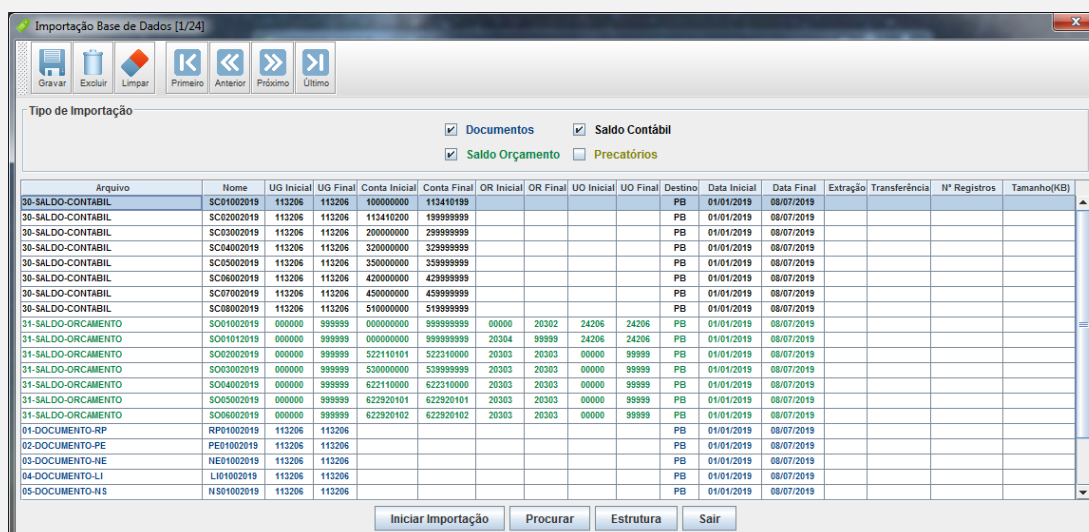 Importação Base de Dados [1/24]
Gravar Excluir Limpar Primeiro Anterior Próximo Último
Tipo de Importação
Documentos Saldo Contábil
Saldo Orçamento Precatórios
Arquivo Nome UG Inicial UG Final Conta Inicial Conta Final OR Inicial OR Final UO Inicial UO Final Destino Data Inicial Data Final Extração Transferência Nº Registros Tamanho(KB)
30-SALDO-CONTABIL SC01002019 113206 113206 100000000 113410199 PB 01/01/2019 08/07/2019
30-SALDO-CONTABIL SC02002019 113206 113206 113410200 199999999 PB 01/01/2019 08/07/2019
30-SALDO-CONTABIL SC03002019 113206 113206 200000000 299999999 PB 01/01/2019 08/07/2019
30-SALDO-CONTABIL SC04002019 113206 113206 320000000 329999999 PB 01/01/2019 08/07/2019
30-SALDO-CONTABIL SC05002019 113206 113206 350000000 359999999 PB 01/01/2019 08/07/2019
30-SALDO-CONTABIL SC06002019 113206 113206 420000000 429999999 PB 01/01/2019 08/07/2019
30-SALDO-CONTABIL SC07002019 113206 113206 450000000 459999999 PB 01/01/2019 08/07/2019
30-SALDO-CONTABIL SC08002019 113206 113206 510000000 519999999 PB 01/01/2019 08/07/2019
31-SALDO-ORCAMENTO SO01002019 000000 999999 000000000 999999999 00000 20302 24206 24206 PB 01/01/2019 08/07/2019
31-SALDO-ORCAMENTO SO01012019 000000 999999 000000000 999999999 20304 99999 24206 24206 PB 01/01/2019 08/07/2019
31-SALDO-ORCAMENTO SO02002019 000000 999999 522110101 522310000 20303 20303 00000 99999 PB 01/01/2019 08/07/2019
31-SALDO-ORCAMENTO SO03002019 000000 999999 530000000 539999999 20303 20303 00000 99999 PB 01/01/2019 08/07/2019
31-SALDO-ORCAMENTO SO04002019 000000 999999 622110000 622310000 20303 20303 00000 99999 PB 01/01/2019 08/07/2019
31-SALDO-ORCAMENTO SO05002019 000000 999999 622920101 622920101 20303 20303 00000 99999 PB 01/01/2019 08/07/2019
31-SALDO-ORCAMENTO SO06002019 000000 999999 622920102 622920102 20303 20303 00000 99999 PB 01/01/2019 08/07/2019
01-DOCUMENTO-RP RP01002019 113206 113206 PB 01/01/2019 08/07/2019
02-DOCUMENTO-PE PE01002019 113206 113206 PB 01/01/2019 08/07/2019
03-DOCUMENTO-NE NE01002019 113206 113206 PB 01/01/2019 08/07/2019
04-DOCUMENTO-LI LI01002019 113206 113206 PB 01/01/2019 08/07/2019
05-DOCUMENTO-NS NS01002019 113206 113206 PB 01/01/2019 08/07/2019
Iniciar Importação Procurar Estrutura Sair